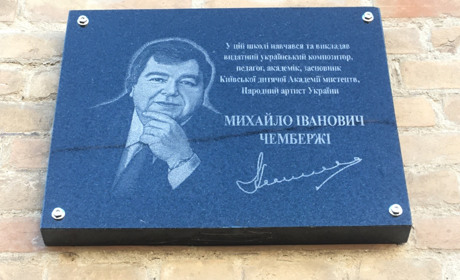 У цій школі навчався та викладав
видатний український композитор,
педагог, академік, засновник
Київської дитячої Академії мистецтв,
Народний артист України
МИХАЙЛО ІВАНОВИЧ
ЧЕМБЕРЖІ